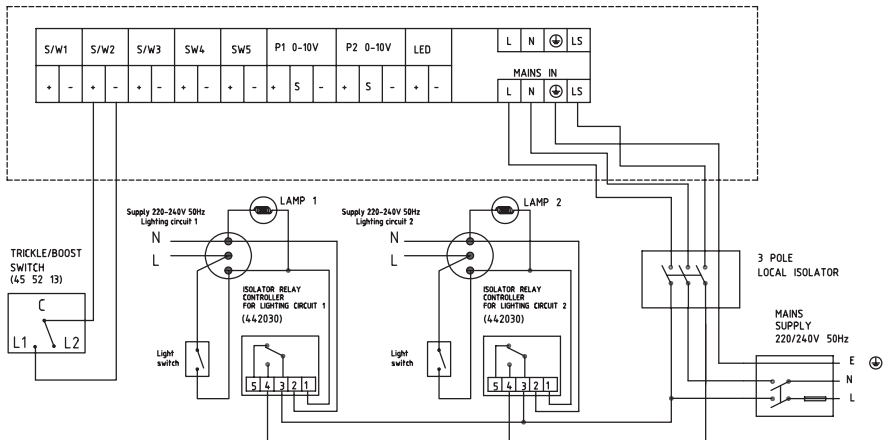 S/W1 S/W2 S/W3 SW4 SW5 P1 0-10V P2 0-10V LED
L N LS
MAINS IN
+ - + - + - + - + - + S - + S - + - L N LS
Supply 220-240V 50Hz
Lighting circuit 1
LAMP 1
N
L
Supply 220-240V 50Hz
Lighting circuit 2
LAMP 2
N
L
TRICKLE/BOOST
SWITCH
(45 52 13)
C
L1 L2
ISOLATOR RELAY
CONTROLLER
FOR LIGHTING CIRCUIT 1
(442030)
Light
switch
5 4 3 2 1
ISOLATOR RELAY
CONTROLLER
FOR LIGHTING CIRCUIT 2
(442030)
Light
switch
5 4 3 2 1
3 POLE
LOCAL ISOLATOR
MAINS
SUPPLY
220/240V 50Hz
E
N
L